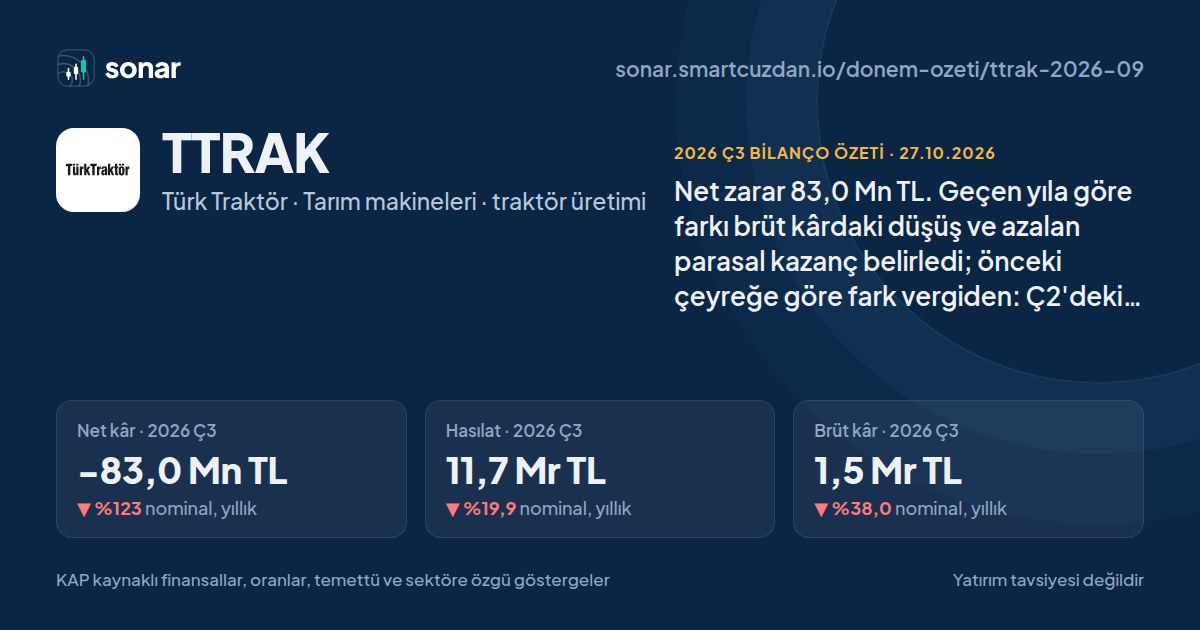 sonar
sonar.smartcuzdan.io/donem-ozeti/ttrak-2026-09
TürkTraktör
TTRAK
Türk Traktör · Tarım makineleri · traktör üretimi
2026 Ç3 BİLANÇO ÖZETİ · 27.10.2026
Net zarar 83,0 Mn TL. Geçen yıla göre
farkı brüt kârdaki düşüş ve azalan
parasal kazanç belirledi; önceki
çeyreğe göre fark vergiden: Ç2'deki...
Net kâr · 2026 Ç3
-83,0 Mn TL
▼ %123 nominal, yıllık
Hasılat · 2026 Ç3
11,7 Mr TL
▼ %19,9 nominal, yıllık
Brüt kâr · 2026 Ç3
1,5 Mr TL
▼ %38,0 nominal, yıllık
KAP kaynaklı finansallar, oranlar, temettü ve sektöre özgü göstergeler
Yatırım tavsiyesi değildir